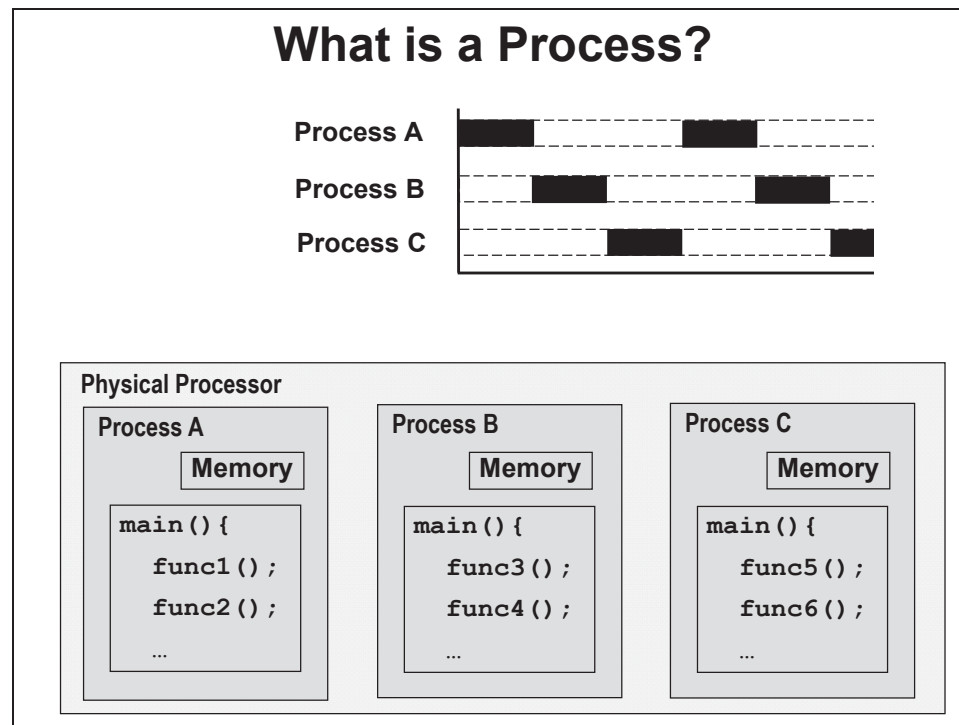 What is a Process?
Process A
Process B
Process C
Physical Processor
Process A
Memory
main(){
func1();
func2();
…
Process B
Memory
main(){
func3();
func4();
…
Process C
Memory
main(){
func5();
func6();
…